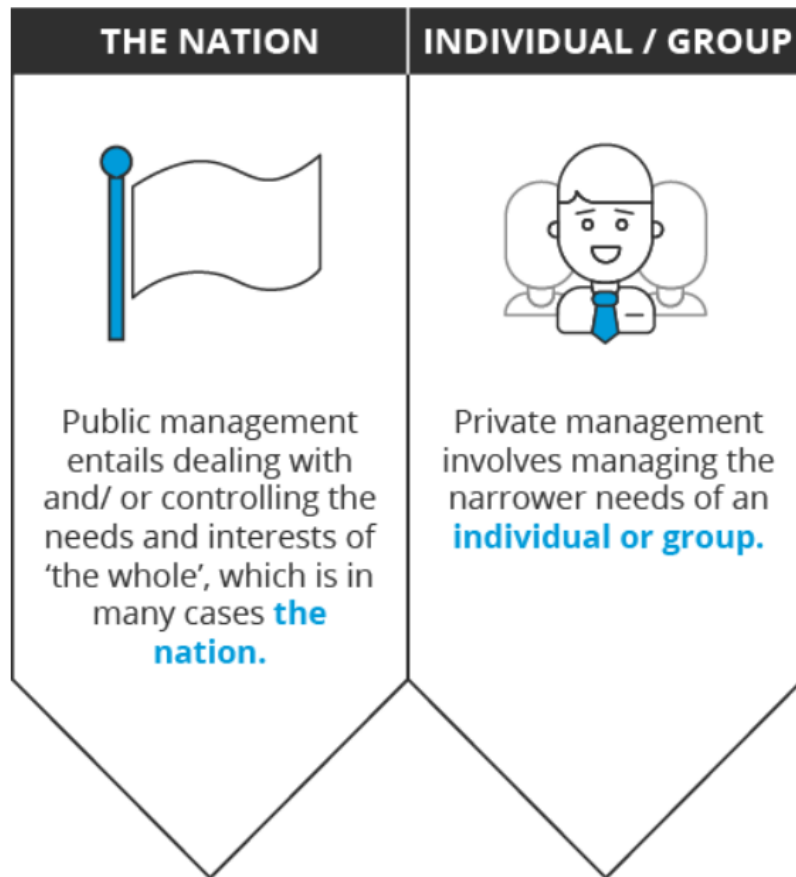 THE NATION
Public management
entails dealing with
and/ or controlling the
needs and interests of
‘the whole’, which is in
many cases the
nation.
INDIVIDUAL / GROUP
Private management
involves managing the
narrower needs of an
individual or group.